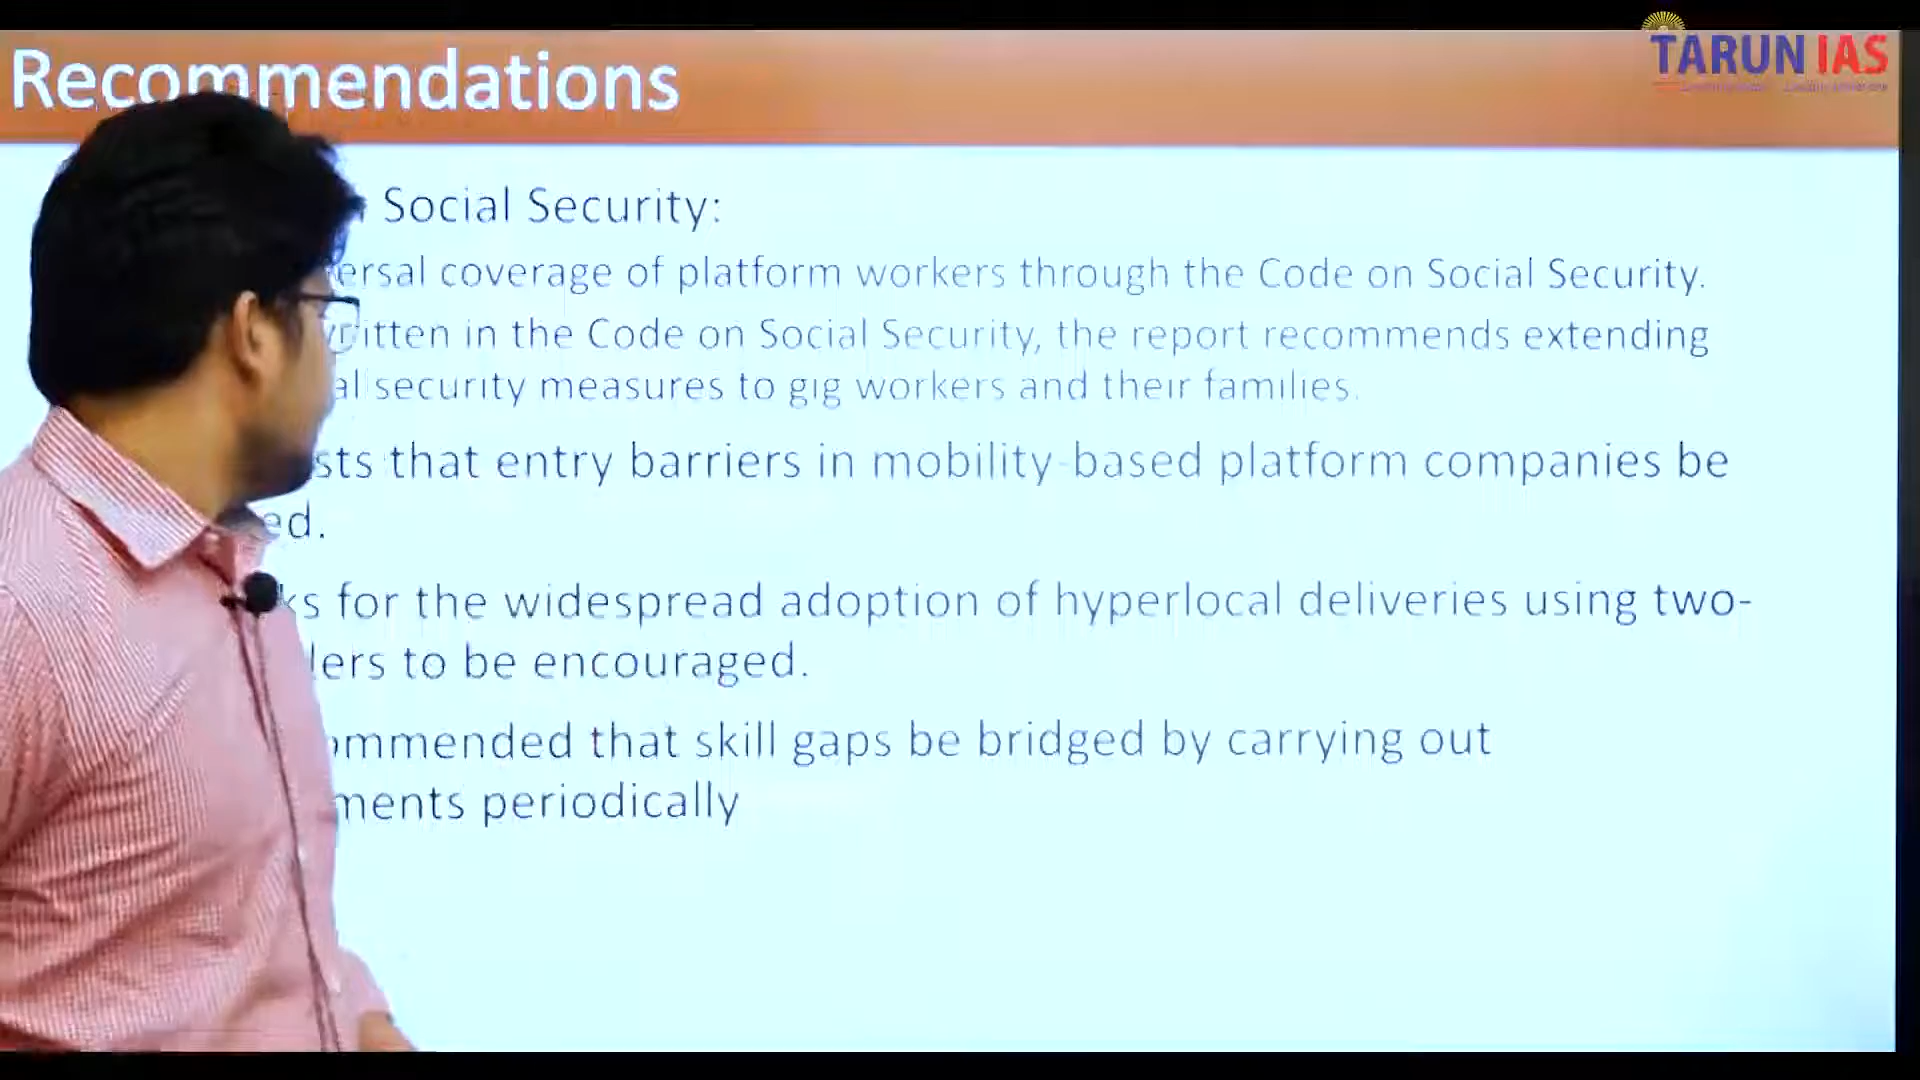 Recommendations
TARUN IAS
Social Security:
ersal coverage of platform workers through the Code on Social Security.
ritten in the Code on Social Security, the report recommends extending
al security measures to gig workers and their families.
sts that entry barriers in mobility-based platform companies be
ed.
ks for the widespread adoption of hyperlocal deliveries using two-
lers to be encouraged.
ommended that skill gaps be bridged by carrying out
ments periodically